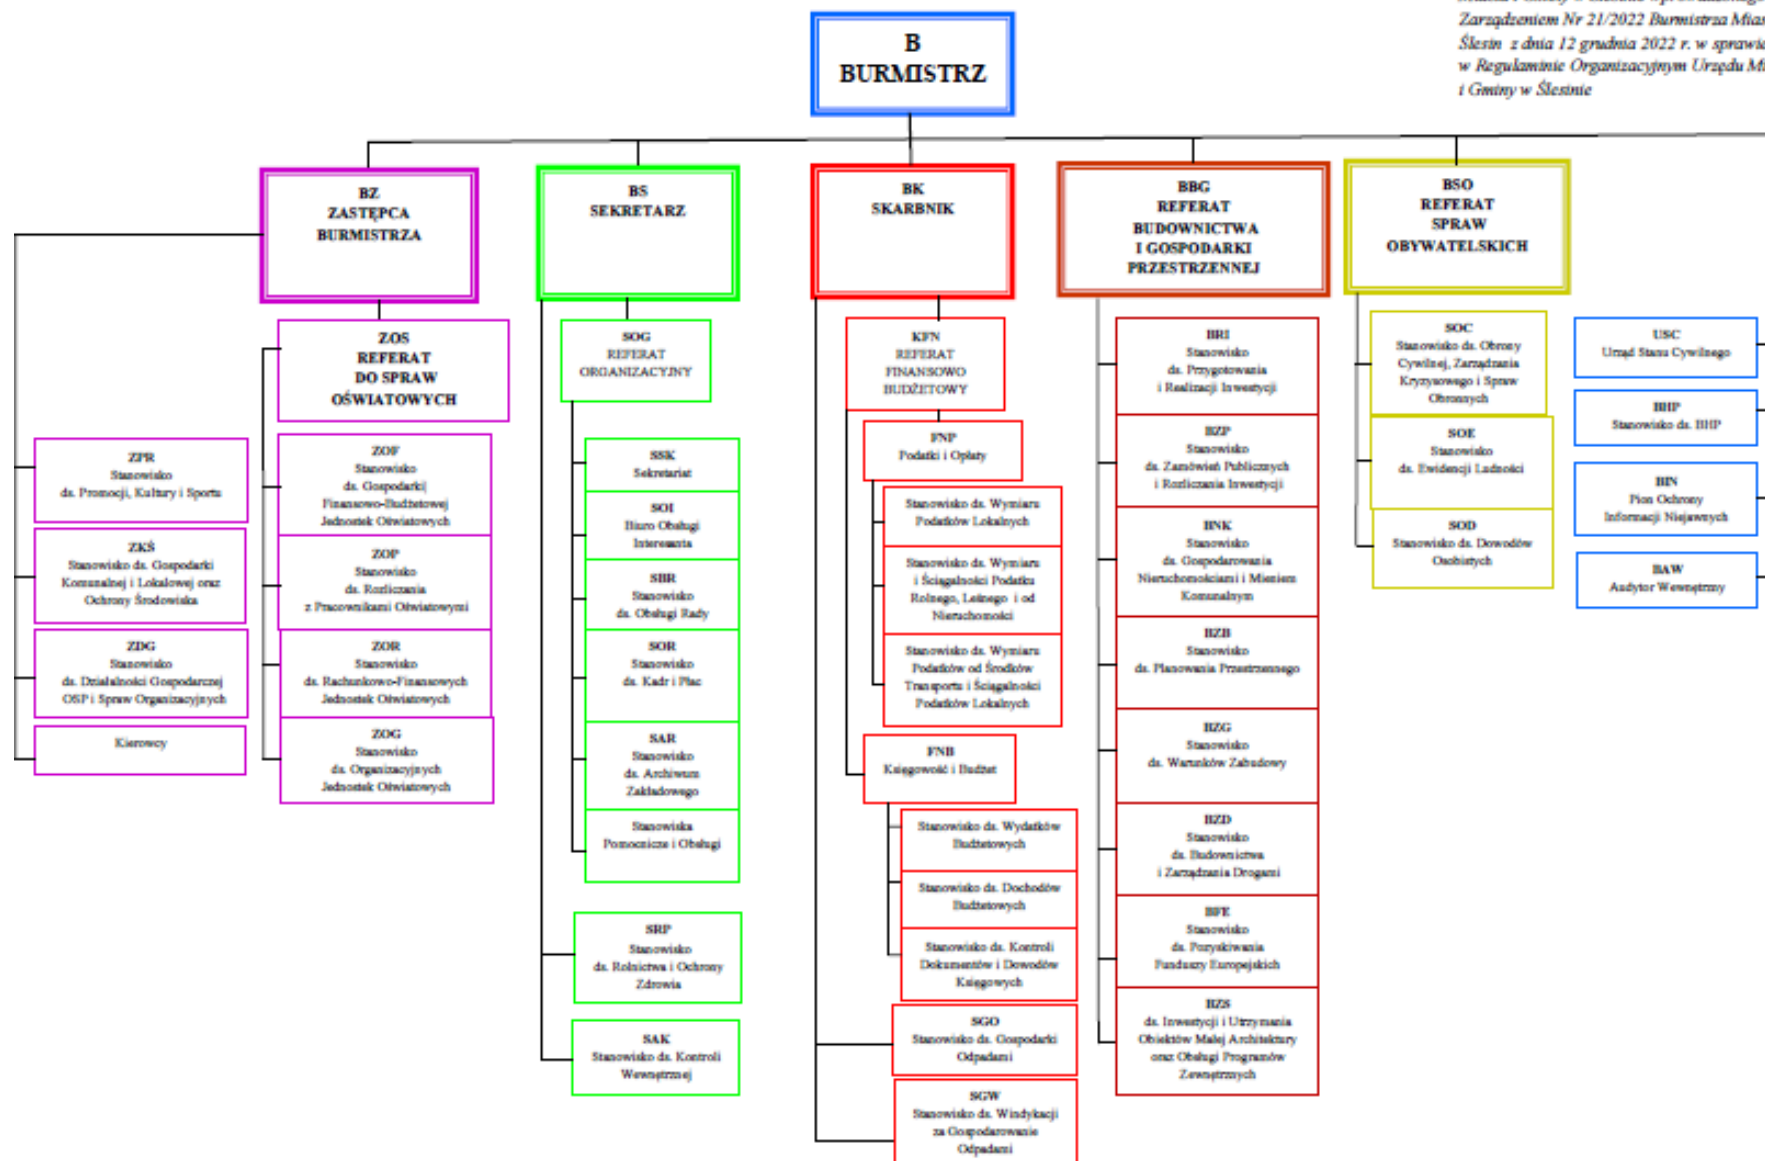 Zarządzeniem Nr 21/2022 Burmistrza Mias
Ślesin z dnia 12 grudnia 2022 r. w sprawie
w Regulaminie Organizacyjnym Urzędu Mi
i Gminy w Ślesinie
B
BURMISTRZ
BZ
ZASTĘPCA
BURMISTRZA
BS
SEKRETARZ
BK
SKARBNIK
BBG
REFERAT
BUDOWNICTWA
I GOSPODARKI
PRZESTRZENNEJ
BSO
REFERAT
SPRAW
OBYWATELSKICH
ZPR
Stanowisko
ds. Promocji, Kultury i Sportu
ZKŚ
Stanowisko ds. Gospodarki
Komunalnej i Lokalowej oraz
Ochrony Środowiska
ZDG
Stanowisko
ds. Działalności Gospodarczej
OSP i Spraw Organizacyjnych
Kierowcy
ZOS
REFERAT
DO SPRAW
OŚWIATOWYCH
ZOF
Stanowisko
ds. Gospodarki
Finansowo-Budżetowej
Jednostek Oświatowych
ZOP
Stanowisko
ds. Rozliczania
z Pracownikami Oświatowymi
ZOR
Stanowisko
ds. Rachunkowo-Finansowych
Jednostek Oświatowych
ZOG
Stanowisko
ds. Organizacyjnych
Jednostek Oświatowych
SOG
REFERAT
ORGANIZACYJNY
SSK
Sekretariat
SOI
Biuro Obsługi
Interesanta
SBR
Stanowisko
ds. Obsługi Rady
SOR
Stanowisko
ds. Kadr i Płac
SAR
Stanowisko
ds. Archiwum
Zakładowego
Stanowiska
Pomocnicze i Obsługi
SRP
Stanowisko
ds. Rolnictwa i Ochrony
Zdrowia
SAK
Stanowisko ds. Kontroli
Wewnętrznej
KFN
REFERAT
FINANSOWO
BUDŻETOWY
FNP
Podatki i Opłaty
Stanowisko ds. Wymiaru
Podatków Lokalnych
Stanowisko ds. Wymiaru
i Ściągalności Podatku
Rolnego, Leśnego i od
Nieruchomości
Stanowisko ds. Wymiaru
Podatków od Środków
Transportu i Ściągalności
Podatków Lokalnych
FNB
Księgowość i Budżet
Stanowisko ds. Wydatków
Budżetowych
Stanowisko ds. Dochodów
Budżetowych
Stanowisko ds. Kontroli
Dokumentów i Dowodów
Księgowych
SGO
Stanowisko ds. Gospodarki
Odpadami
SGW
Stanowisko ds. Windykacji
za Gospodarowanie
Odpadami
BRI
Stanowisko
ds. Przygotowania
i Realizacji Inwestycji
BZP
Stanowisko
ds. Zamówień Publicznych
i Rozliczania Inwestycji
BNK
Stanowisko
ds. Gospodarowania
Nieruchomościami i Mieniem
Komunalnym
BZB
Stanowisko
ds. Planowania Przestrzennego
BZG
Stanowisko
ds. Warunków Zabudowy
BZD
Stanowisko
ds. Budownictwa
i Zarządzania Drogami
BFE
Stanowisko
ds. Pozyskiwania
Funduszy Europejskich
BZS
ds. Inwestycji i Utrzymania
Obiektów Małej Architektury
oraz Obsługi Programów
Zewnętrznych
SOC
Stanowisko ds. Obrony
Cywilnej, Zarządzania
Kryzysowego i Spraw
Obronnych
SOE
Stanowisko
ds. Ewidencji Ludności
SOD
Stanowisko ds. Dowodów
Osobistych
USC
Urząd Stanu Cywilnego
BHP
Stanowisko ds. BHP
BIN
Pion Ochrony
Informacji Niejawnych
BAW
Audytor Wewnętrzny